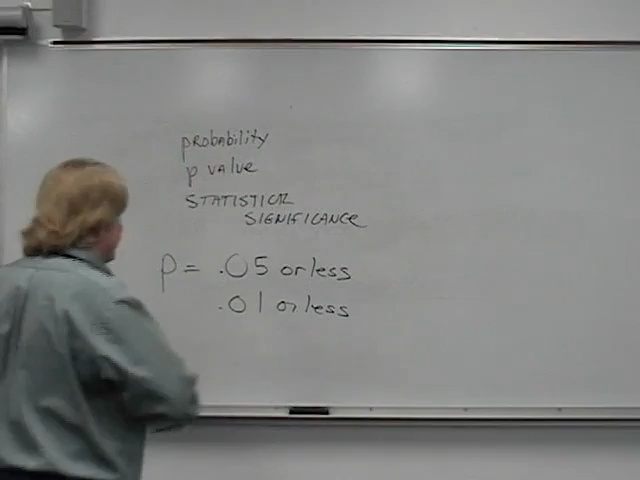 probability
p value
STATISTICAL
SIGNIFICANCE
p = .05 or less
.01 or less